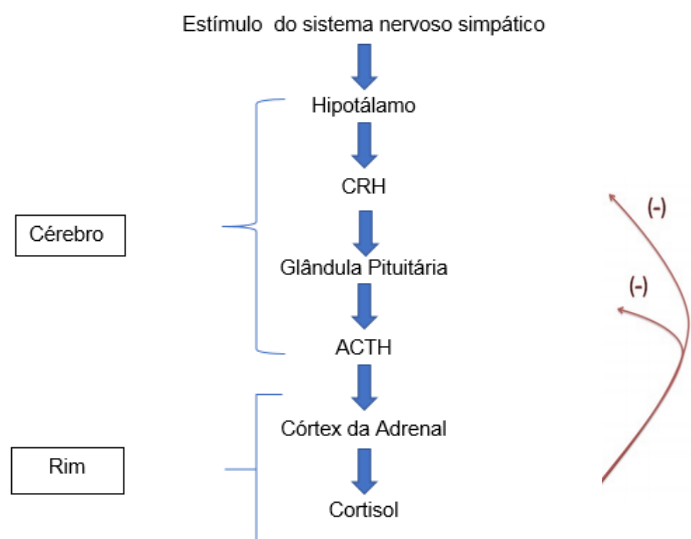 Estímulo do sistema nervoso simpático
Hipotálamo
CRH
(-)
Cérebro
Glândula Pituitária
(-)
ACTH
Córtex da Adrenal
Rim
Cortisol